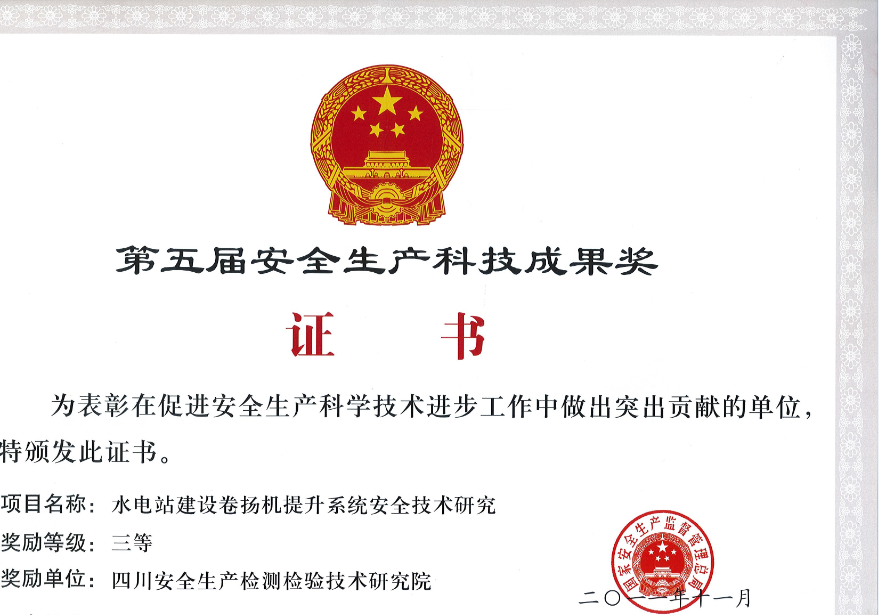 第五届安全生产科技成果奖
证 书
为表彰在促进安全生产科学技术进步工作中做出突出贡献的单位，
特颁发此证书。
项目名称：水电站建设卷扬机提升系统安全技术研究
奖励等级：三等
奖励单位：四川安全生产检测检验技术研究院
国家安全生产监督管理总局
二〇一一年十一月